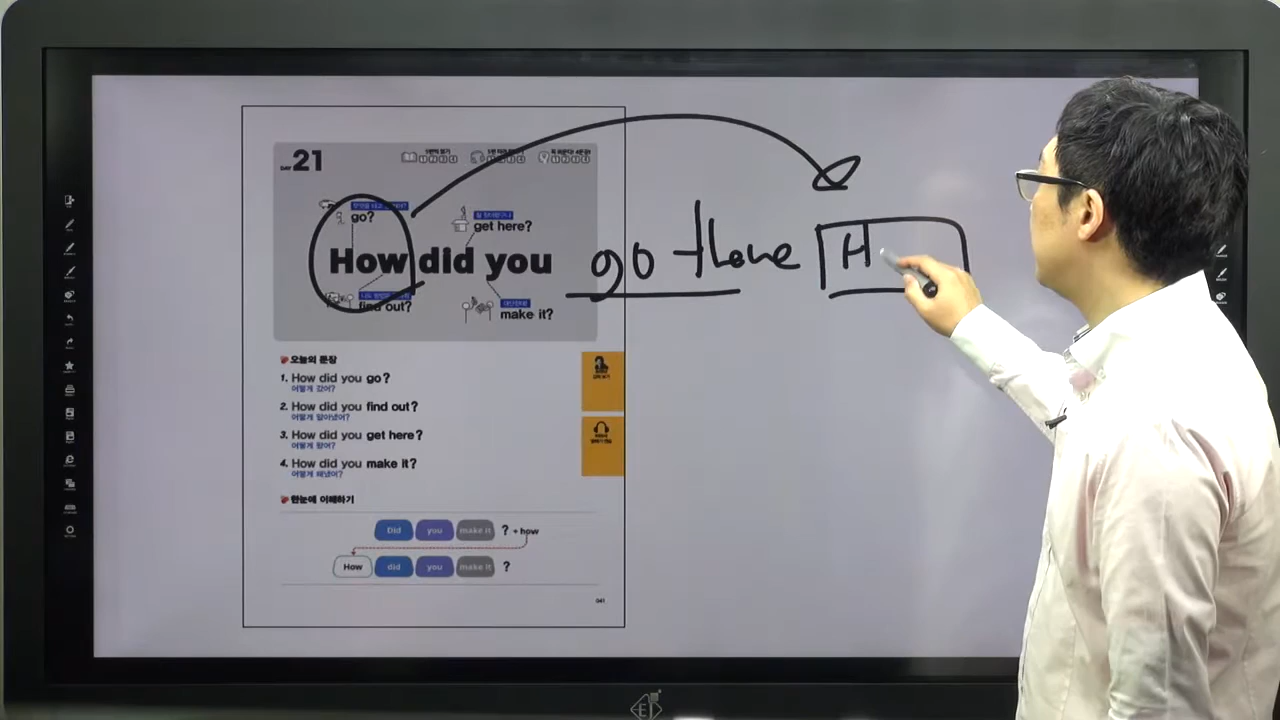 DAY 21
go?
get here?
How did you go there H
find out?
make it?
오늘의 문장
1. How did you go?
어떻게 갔어?
2. How did you find out?
어떻게 알아냈어?
3. How did you get here?
어떻게 왔어?
4. How did you make it?
어떻게 해냈어?
한눈에 이해하기
Did you make it ? + how
How did you make it ?
041